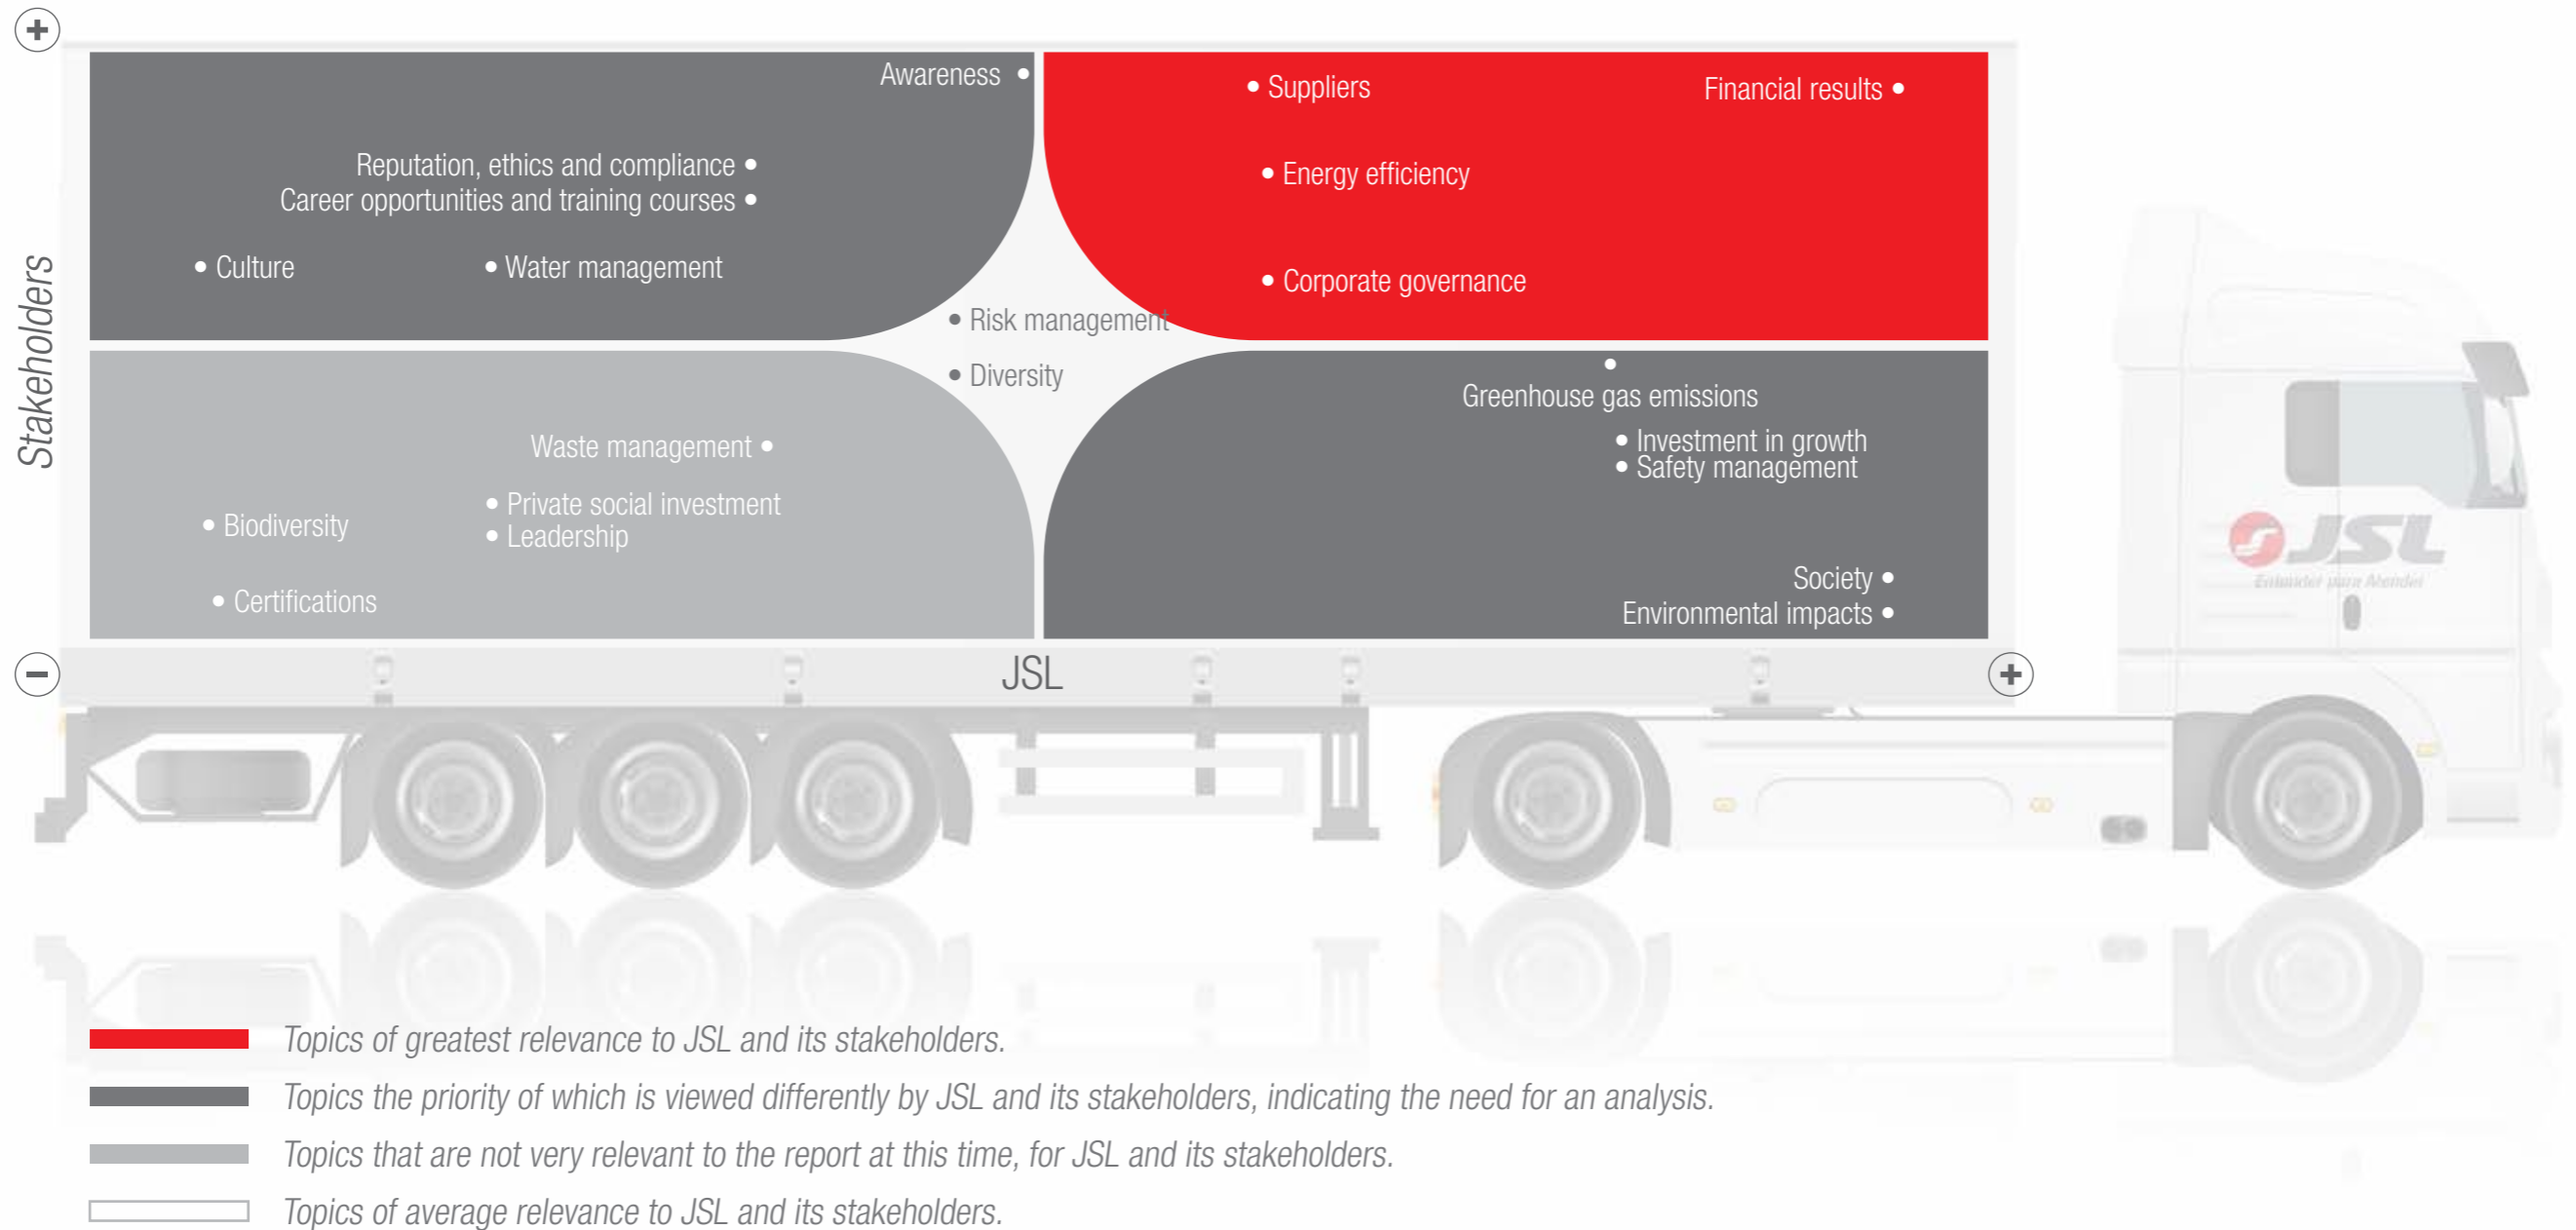 Awareness
Suppliers
Financial results
Reputation, ethics and compliance
Career opportunities and training courses
Energy efficiency
Culture
Water management
Corporate governance
Risk management
Diversity
Stakeholders
Greenhouse gas emissions
Investment in growth
Safety management
Waste management
Private social investment
Leadership
Biodiversity
Certifications
Society
Environmental impacts
JSL
JSL
Entender para Atender
Topics of greatest relevance to JSL and its stakeholders.
Topics the priority of which is viewed differently by JSL and its stakeholders, indicating the need for an analysis.
Topics that are not very relevant to the report at this time, for JSL and its stakeholders.
Topics of average relevance to JSL and its stakeholders.